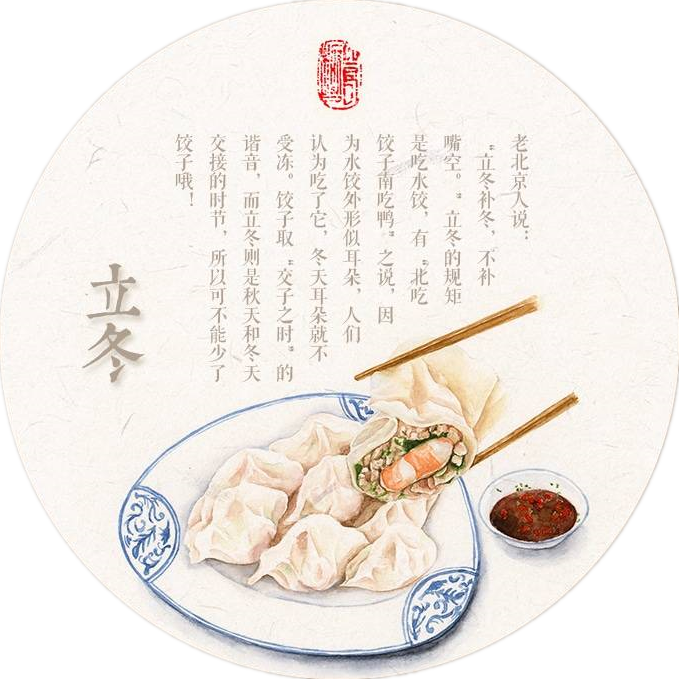 老北京人说：
“立冬补冬，不补
嘴空。”立冬的规矩
是吃水饺，有“北吃
饺子南吃鸭”之说，因
为水饺外形似耳朵，人们
认为吃了它，冬天耳朵就不
受冻。饺子取“交子之时”的
谐音，而立冬则是秋天和冬天
交接的时节，所以可不能少了
饺子哦！
立冬